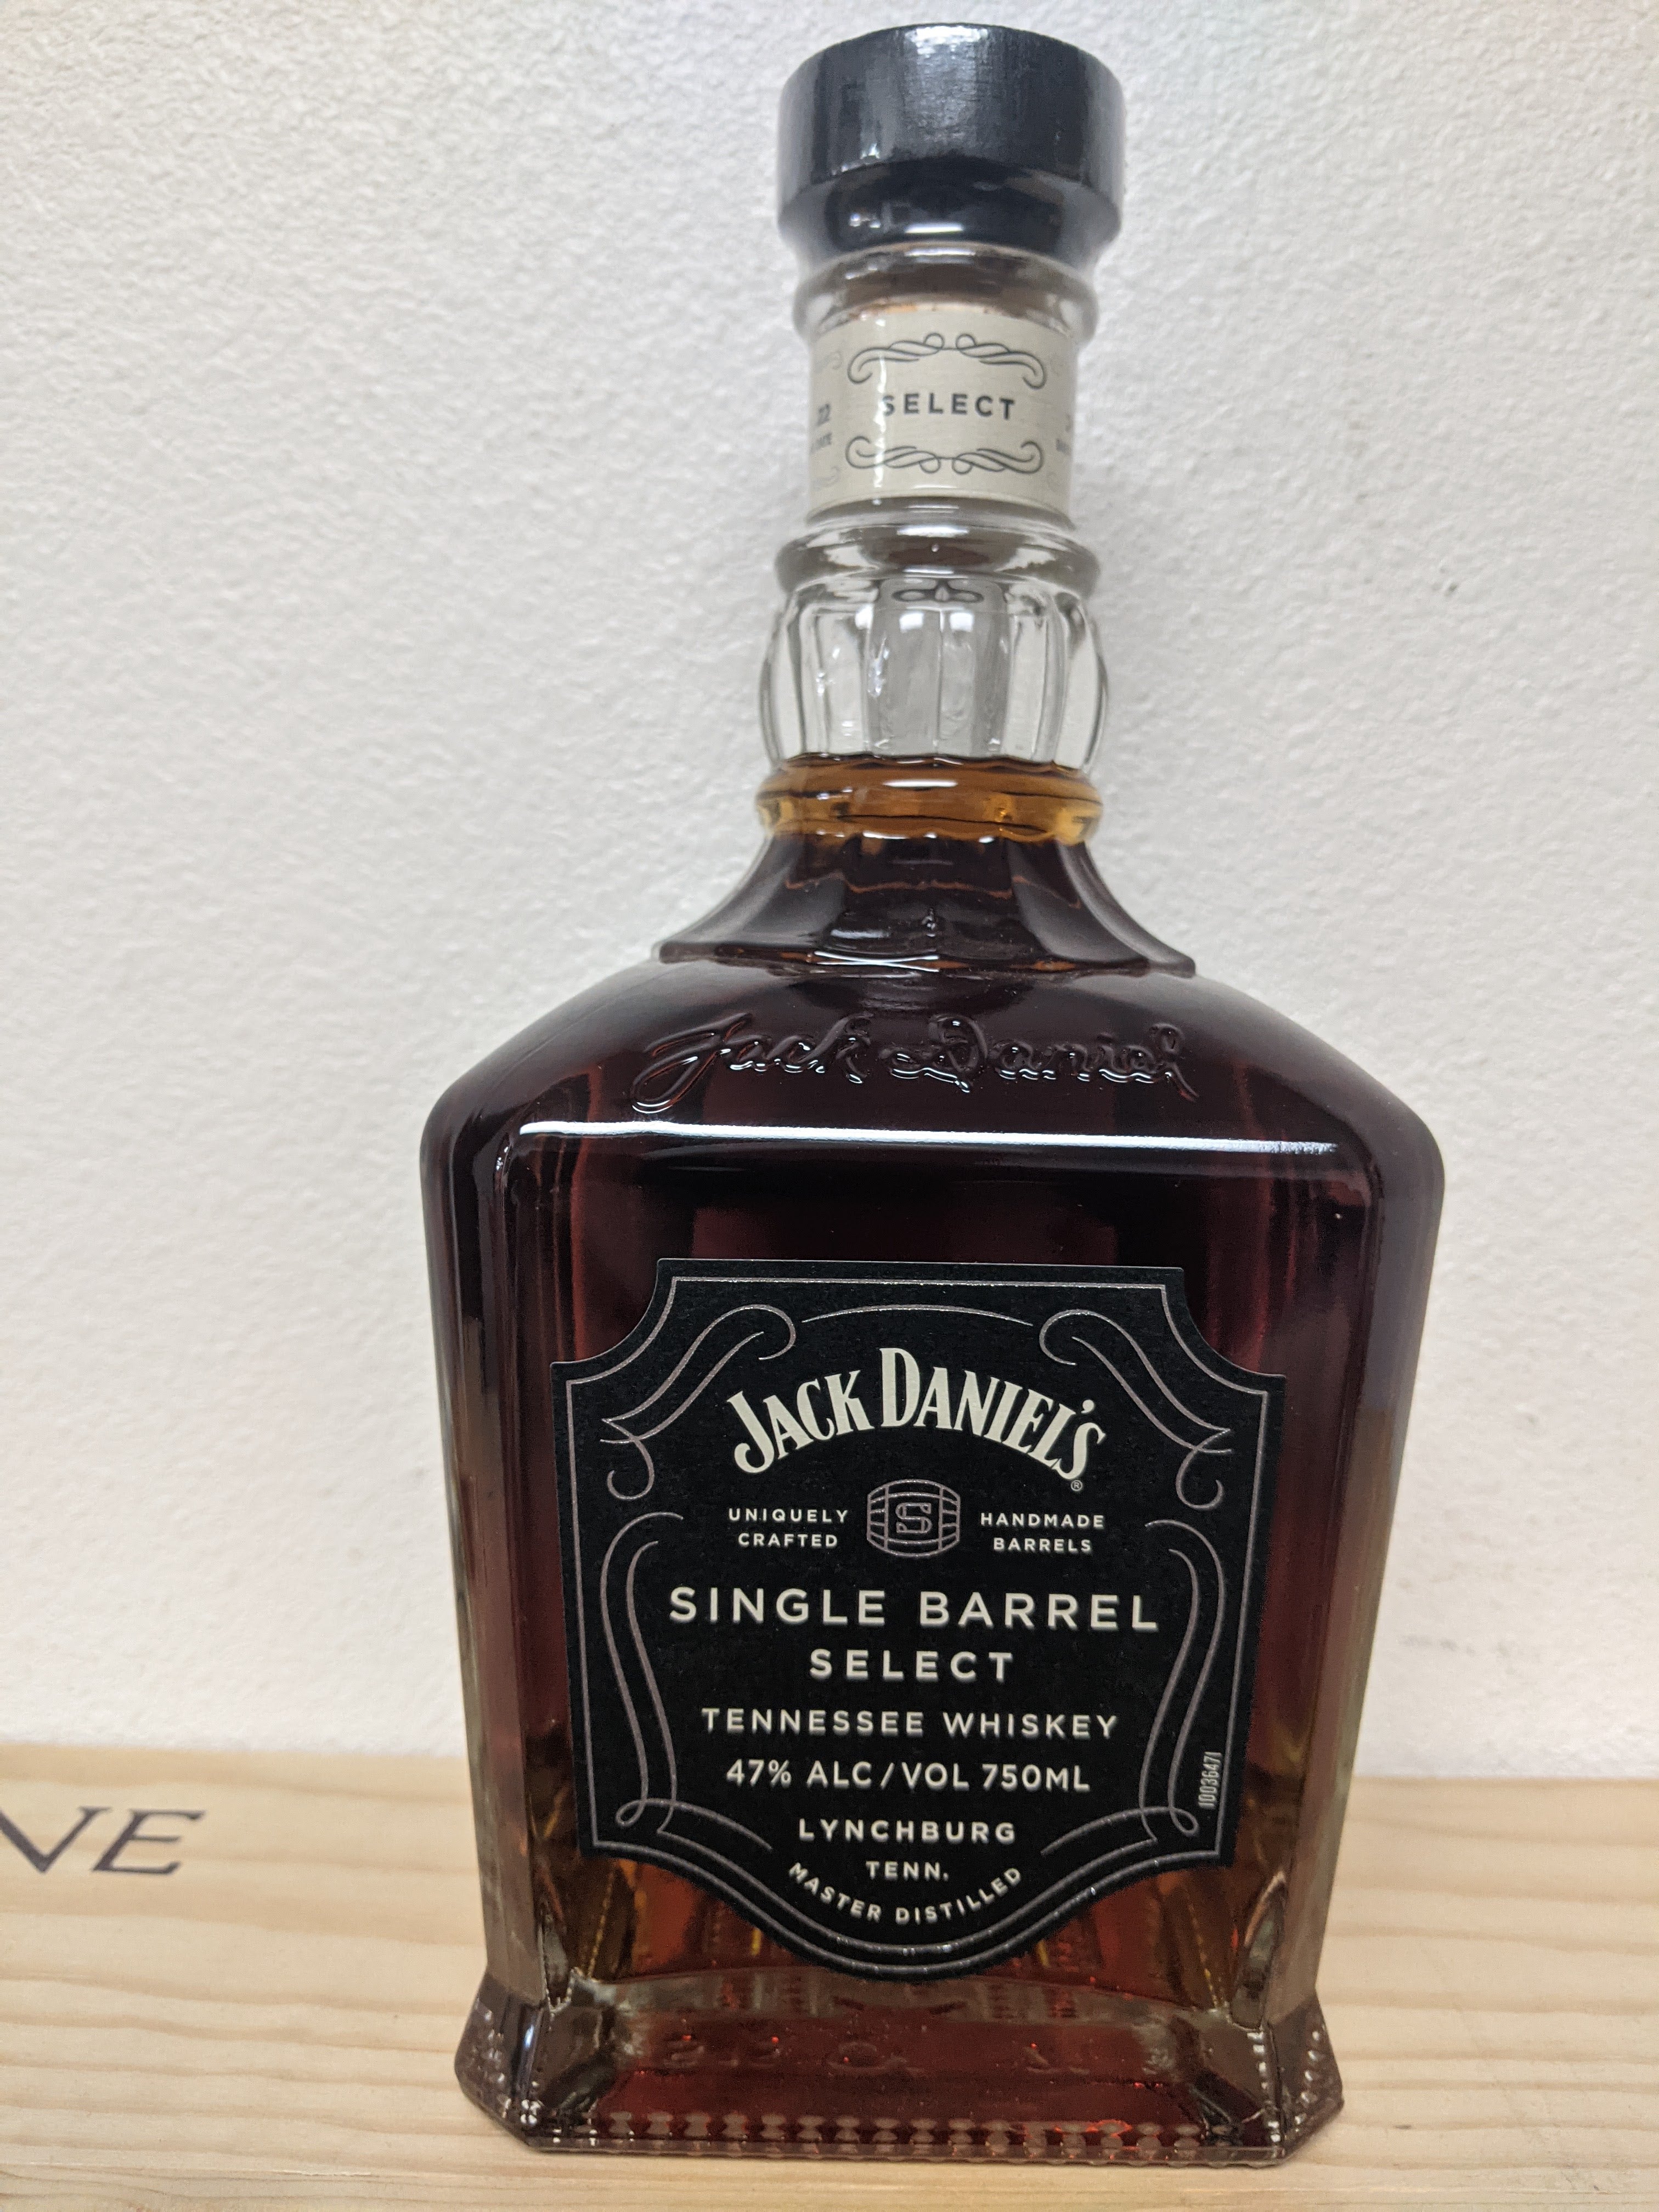 SELECT
22
Jack Daniel
JACK DANIEL'S®
UNIQUELY CRAFTED
S
HANDMADE BARRELS
SINGLE BARREL
SELECT
TENNESSEE WHISKEY
47% ALC/VOL 750ML
LYNCHBURG
TENN.
MASTER DISTILLED
10036471
NE